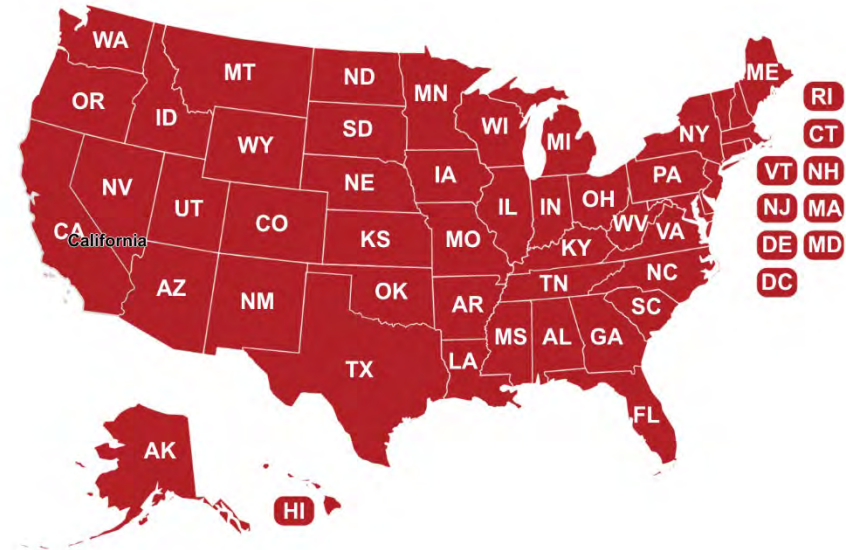 WA
MT
ND
MN
ME
OR
ID
SD
WI
MI
NY
RI
CT
WY
NE
IA
PA
VT NH
NV
UT
CO
IL
IN
OH
WV
VA
NJ MA
CA
California
KS
MO
KY
DE MD
AZ
NM
OK
AR
TN
NC
DC
SC
TX
LA
MS
AL
GA
FL
AK
HI